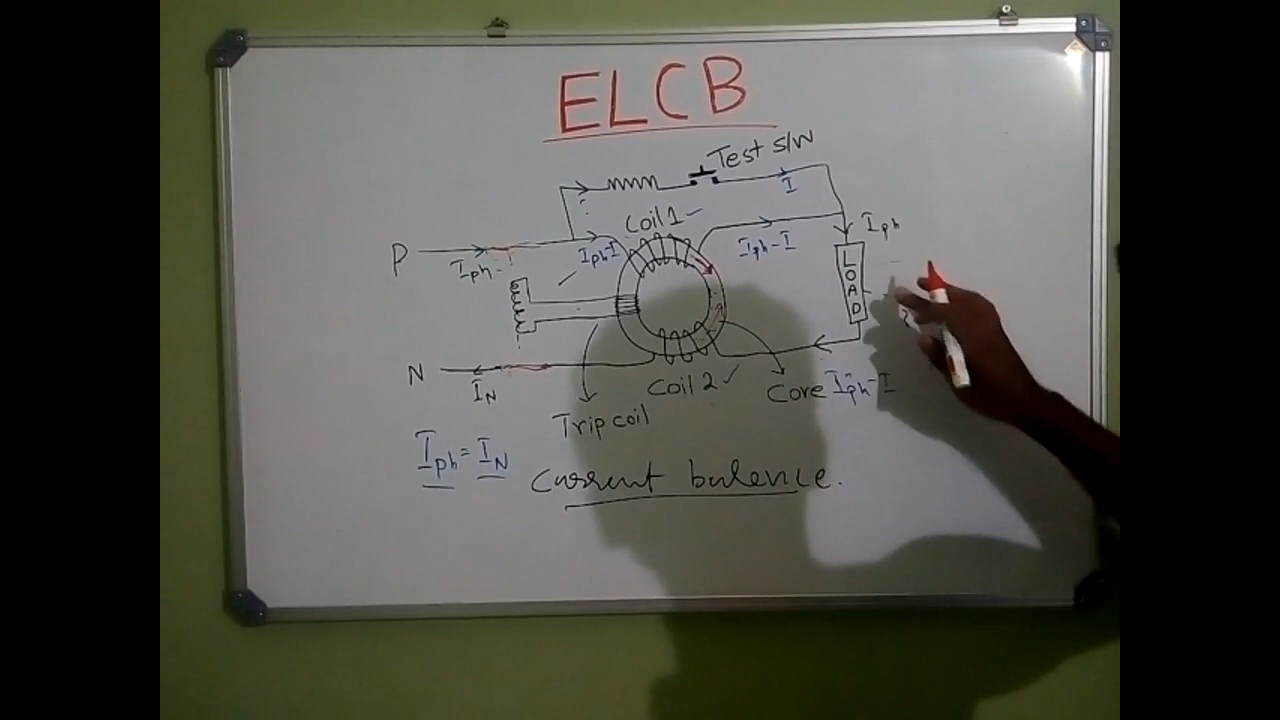 ELCB
Test S/W
I
Coil 1
Iph
P
Iph-I
Iph-I
Iph
LOAD
N
IN
Coil 2
Core Iph-I
Trip coil
Iph = IN
Current balence.